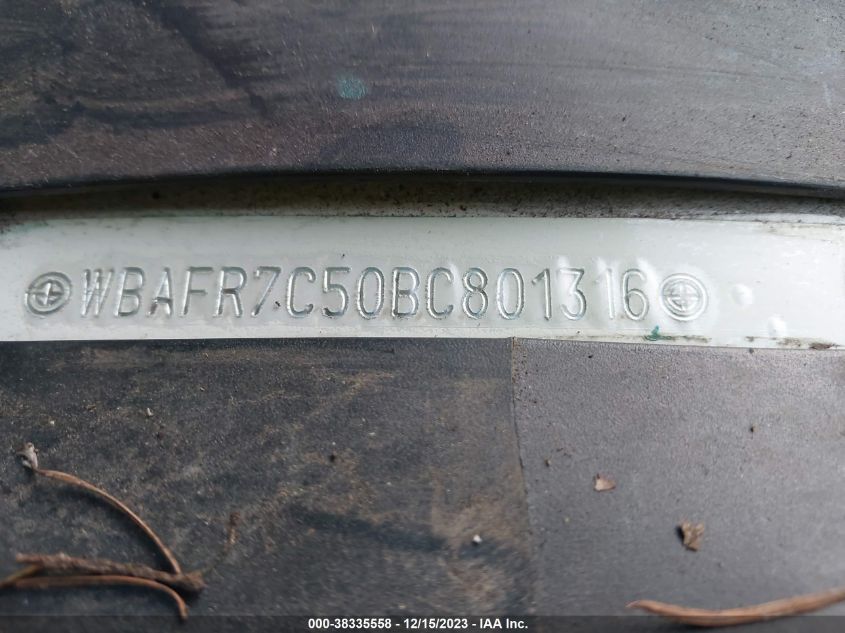 WBAFR7C50BC801316
000-38335558 - 12/15/2023 - IAA Inc.